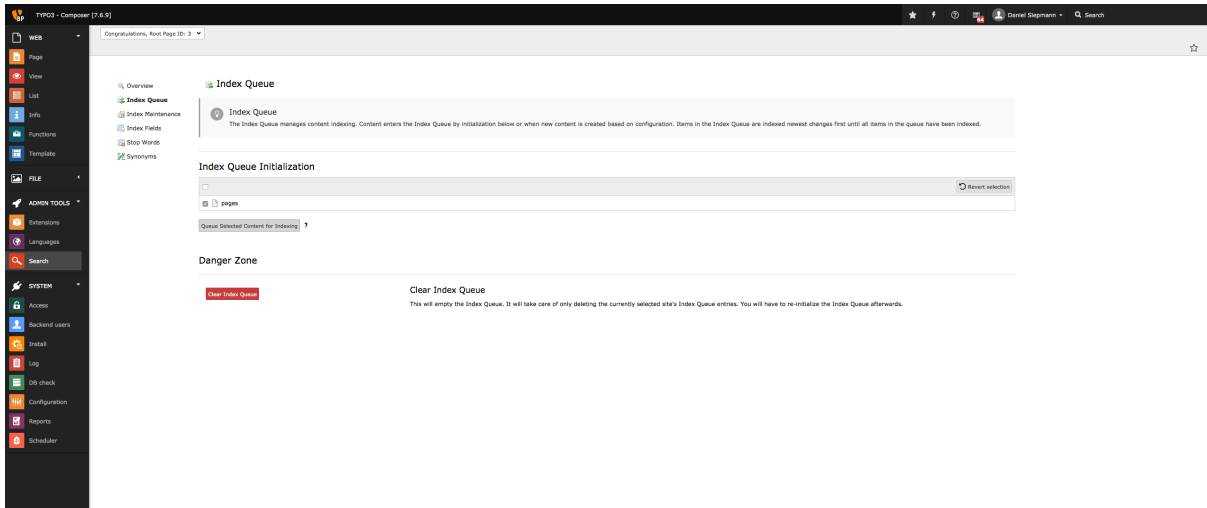 TYPO3 - Composer [7.6.9]
64
Daniel Siepmann
Search
BP
WEB
Page
View
List
Info
Functions
Template
FILE
ADMIN TOOLS
Extensions
Languages
Search
SYSTEM
Access
Backend users
Install
Log
DB check
Configuration
Reports
Scheduler
Congratulations, Root Page ID: 3
Overview
Index Queue
Index Maintenance
Index Fields
Stop Words
Synonyms
Index Queue
Index Queue
The Index Queue manages content indexing. Content enters the Index Queue by initialization below or when new content is created based on configuration. Items in the Index Queue are indexed newest changes first until all items in the queue have been indexed.
Index Queue Initialization
Revert selection
pages
Queue Selected Content for Indexing ?
Danger Zone
Clear Index Queue
Clear Index Queue
This will empty the Index Queue. It will take care of only deleting the currently selected site's Index Queue entries. You will have to re-initialize the Index Queue afterwards.